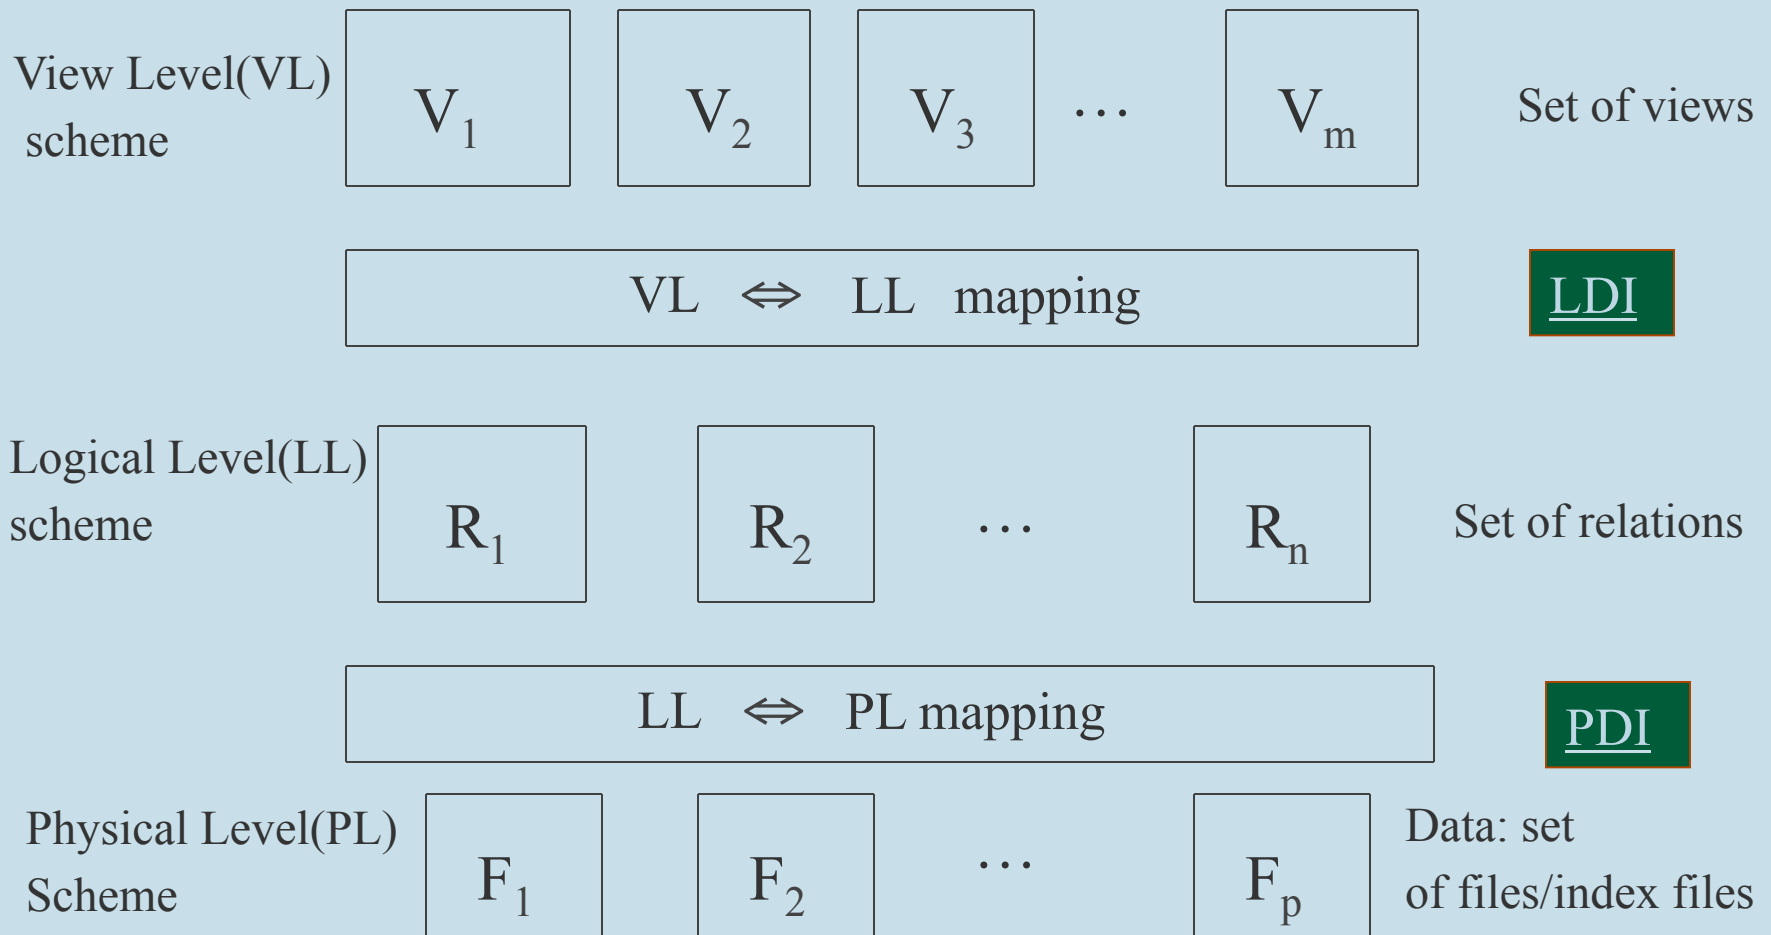 View Level(VL)
scheme
V1 V2 V3 ... Vm
Set of views
VL ⇔ LL mapping
LDI
Logical Level(LL)
scheme
R1 R2 ... Rn
Set of relations
LL ⇔ PL mapping
PDI
Physical Level(PL)
Scheme
F1 F2 ... Fp
Data: set
of files/index files